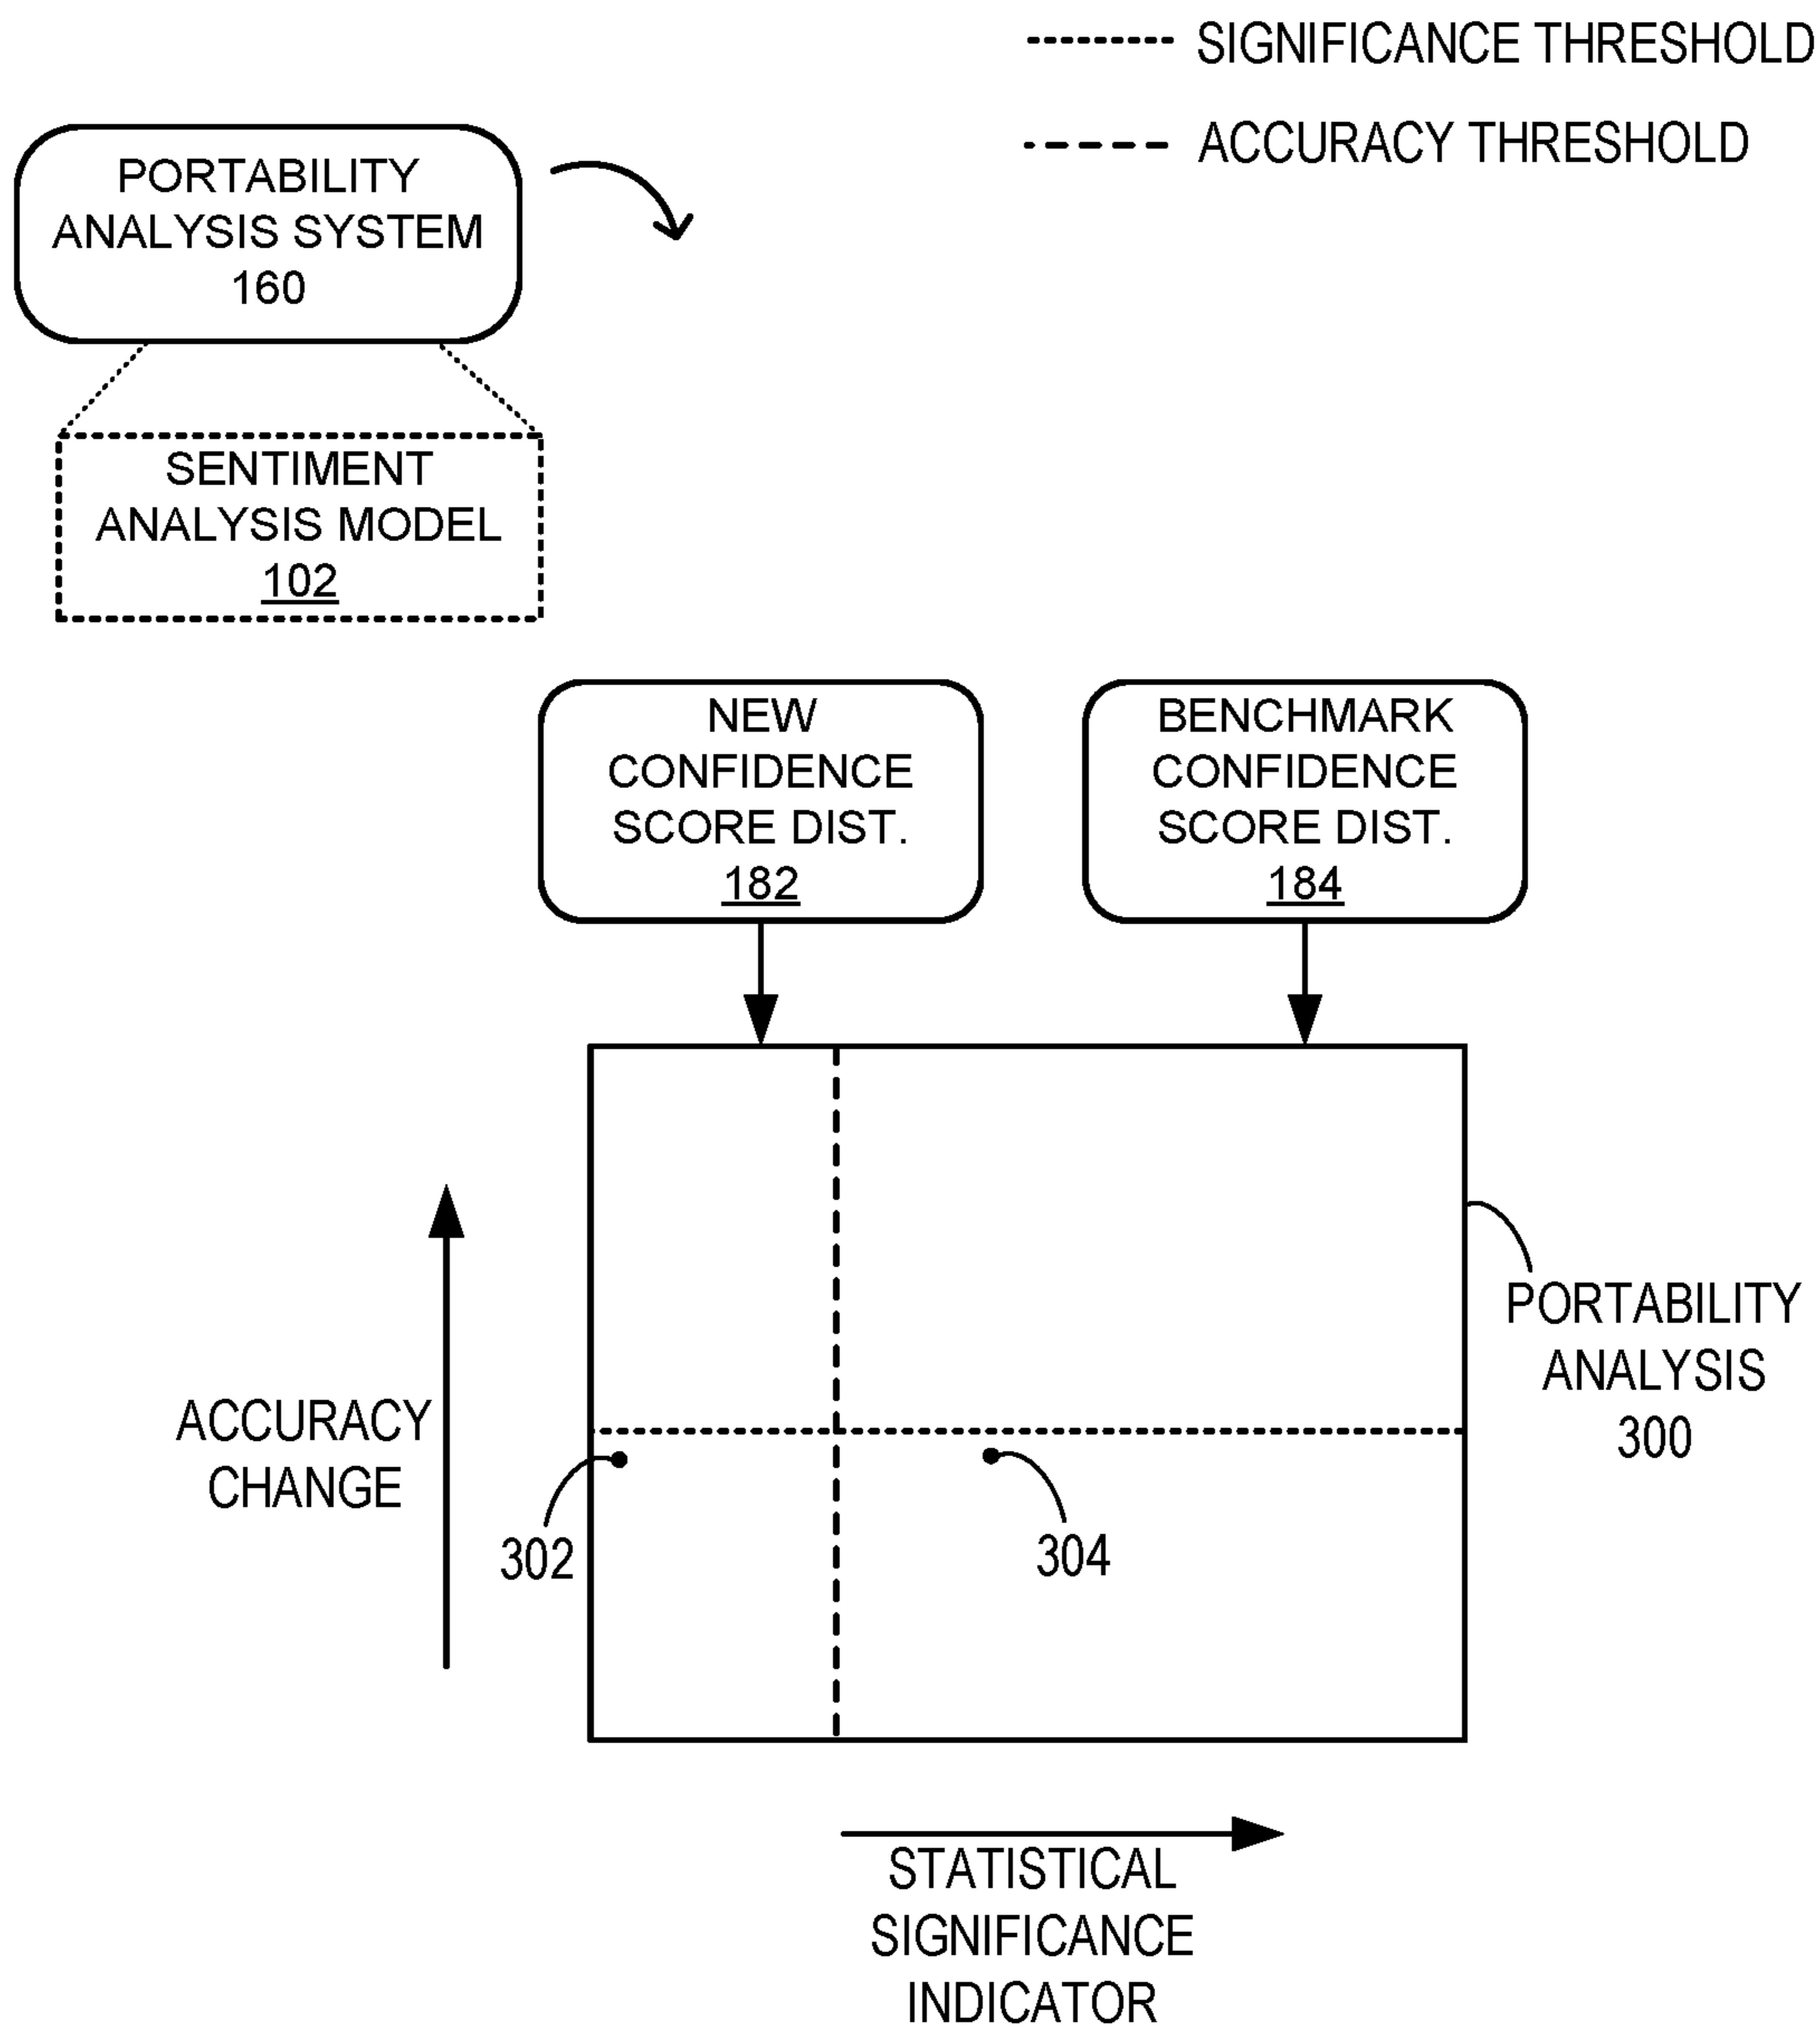 SIGNIFICANCE THRESHOLD
ACCURACY THRESHOLD
PORTABILITY
ANALYSIS SYSTEM
160
SENTIMENT
ANALYSIS MODEL
102
NEW
CONFIDENCE
SCORE DIST.
182
BENCHMARK
CONFIDENCE
SCORE DIST.
184
PORTABILITY
ANALYSIS
300
ACCURACY
CHANGE
302
304
STATISTICAL
SIGNIFICANCE
INDICATOR